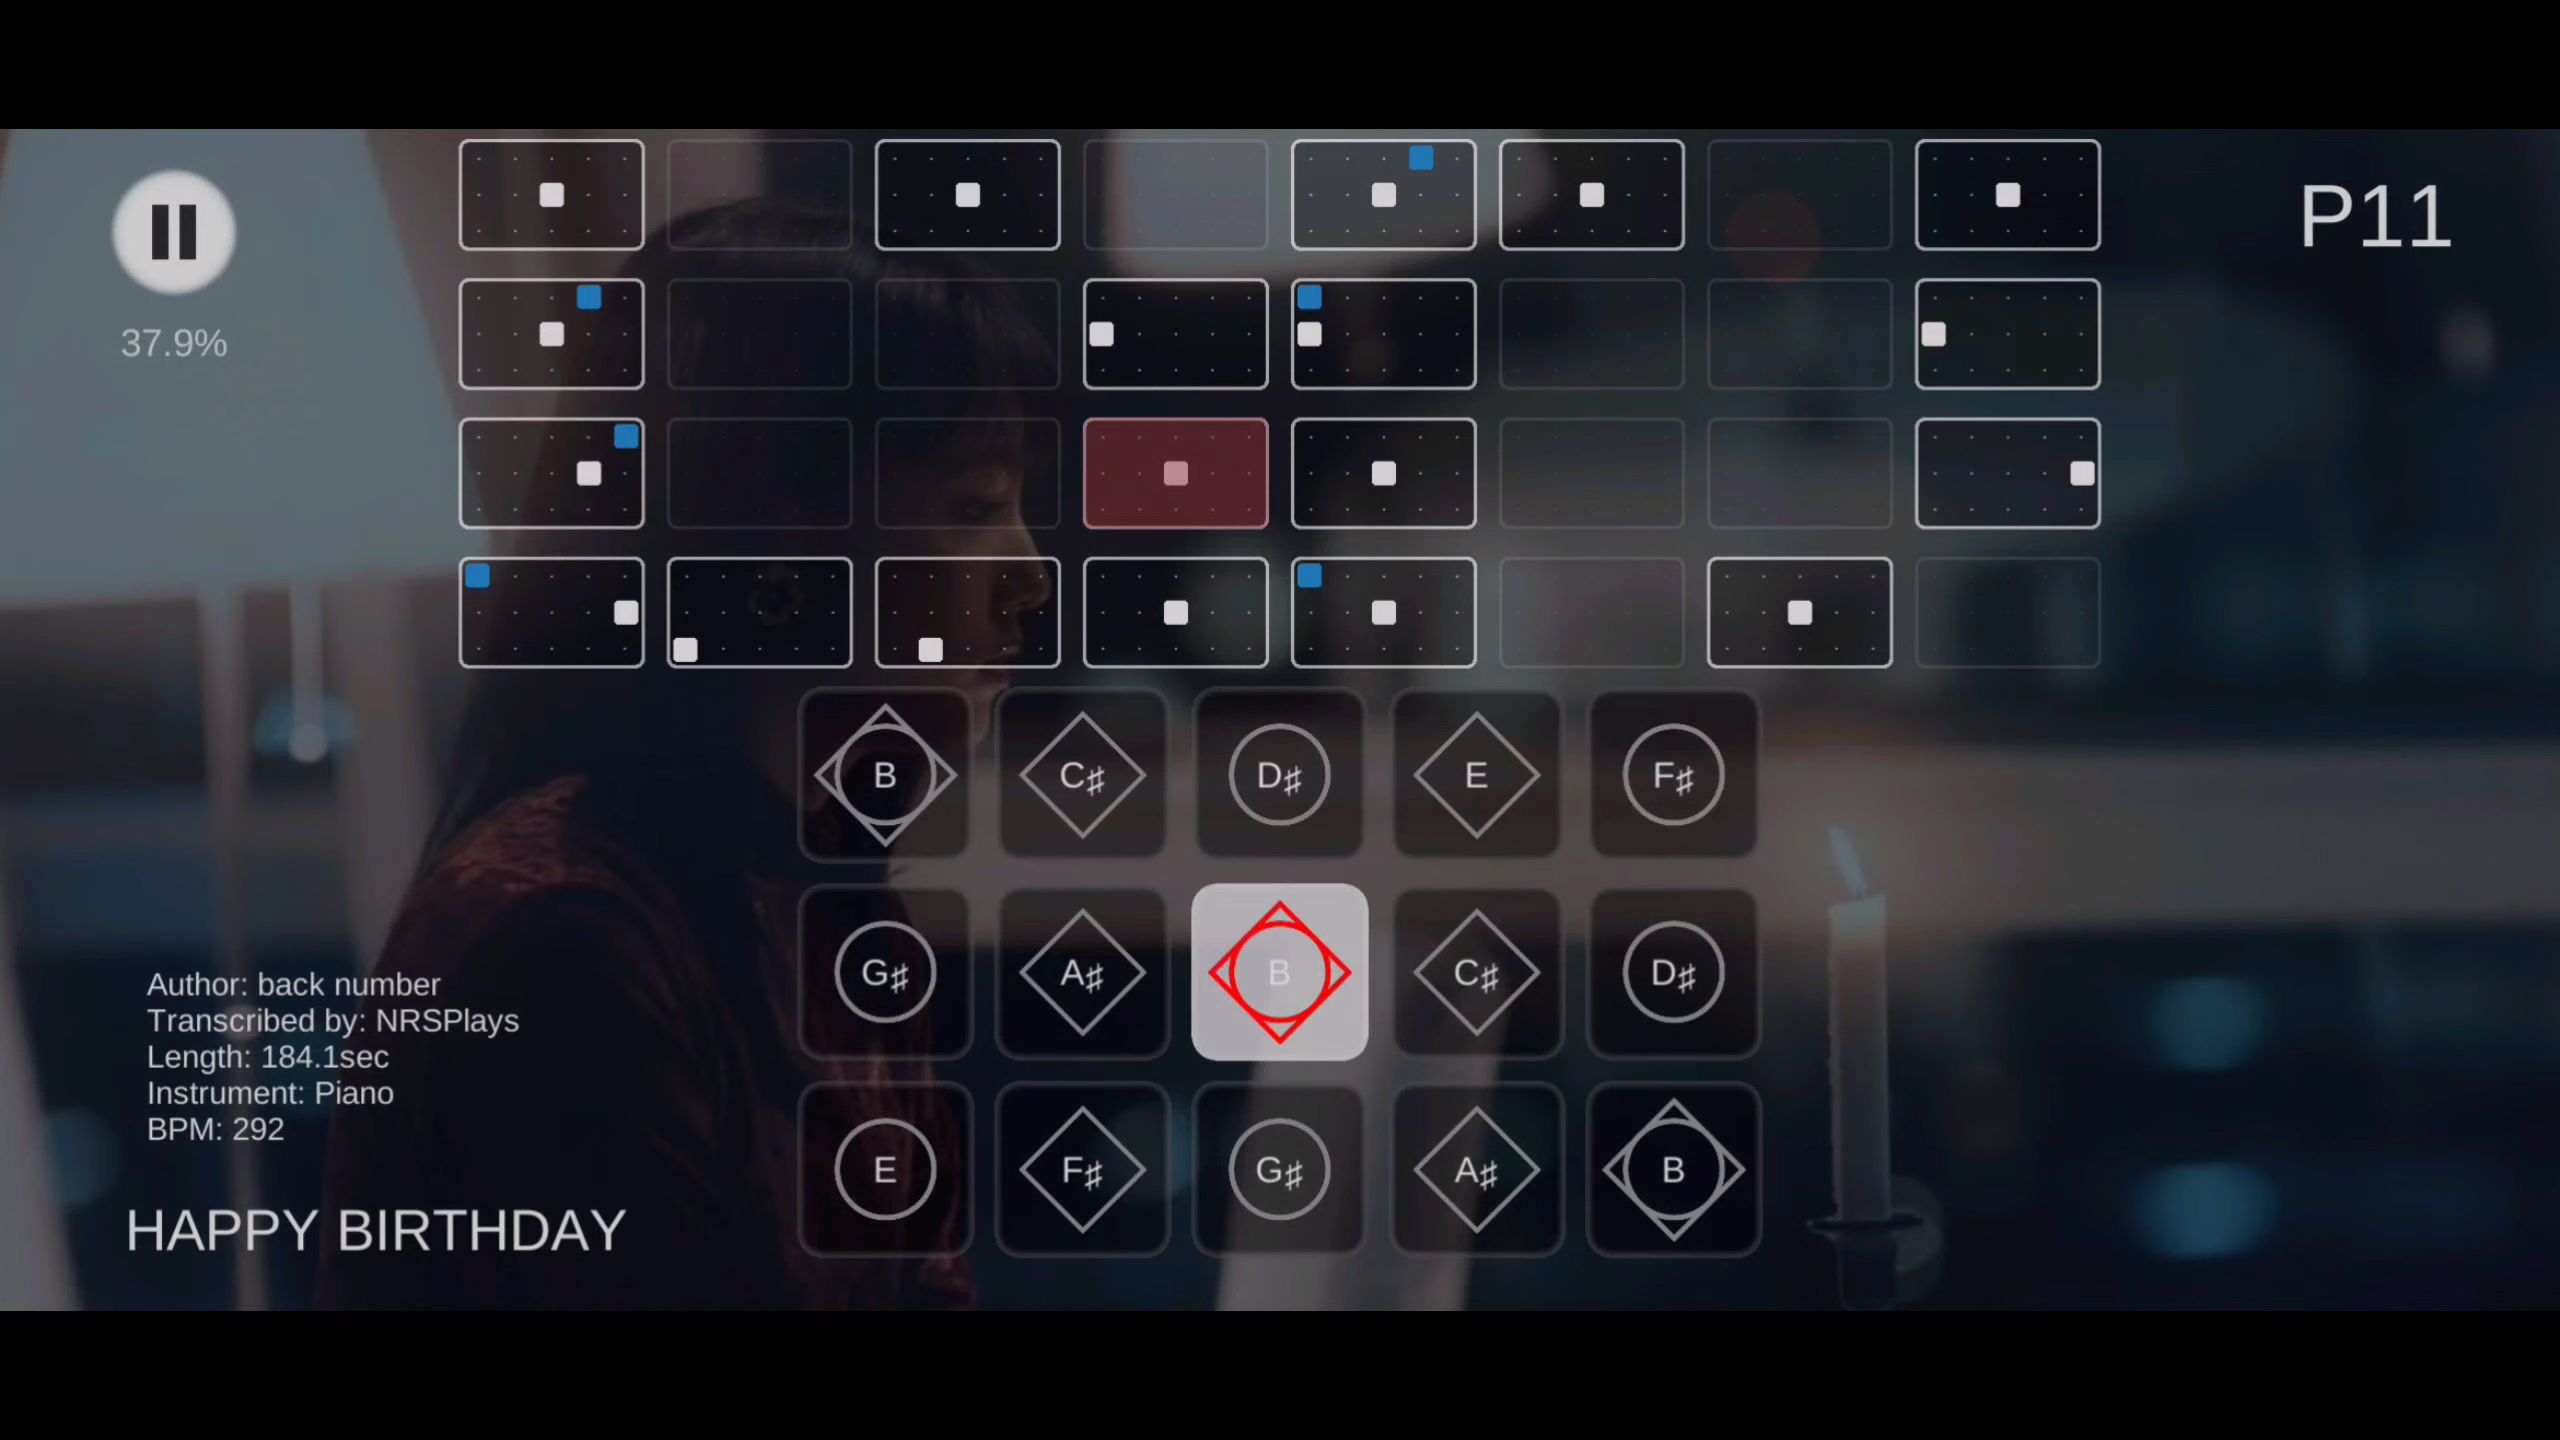 P11
37.9%
B C♯ D♯ E F♯
G♯ A♯ B C♯ D♯
E F♯ G♯ A♯ B
Author: back number
Transcribed by: NRSPlays
Length: 184.1sec
Instrument: Piano
BPM: 292
HAPPY BIRTHDAY